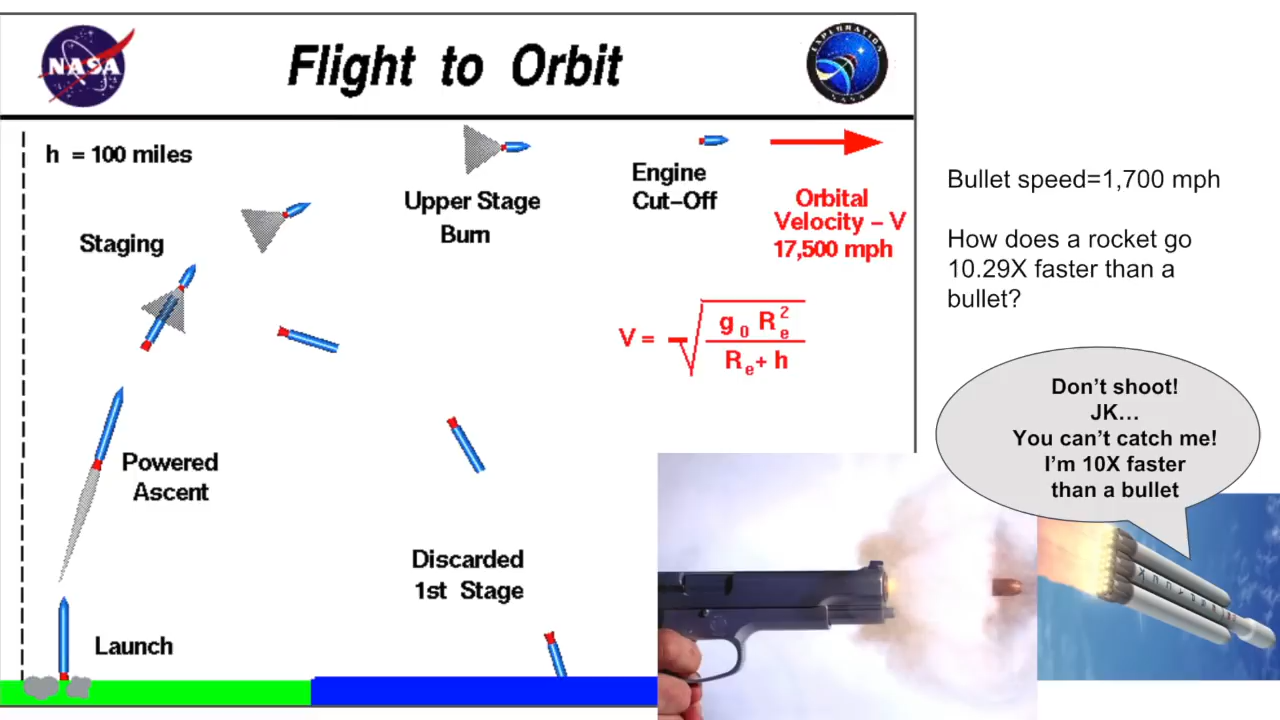 NASA
Flight to Orbit
EXPLORATION
NASA
h = 100 miles
Staging
Upper Stage
Burn
Engine
Cut-Off
Orbital
Velocity - V
17,500 mph
V = √(g₀ Rₑ² / (Rₑ + h))
Powered
Ascent
Discarded
1st Stage
Launch
Bullet speed=1,700 mph
How does a rocket go
10.29X faster than a
bullet?
Don’t shoot!
JK…
You can’t catch me!
I’m 10X faster
than a bullet